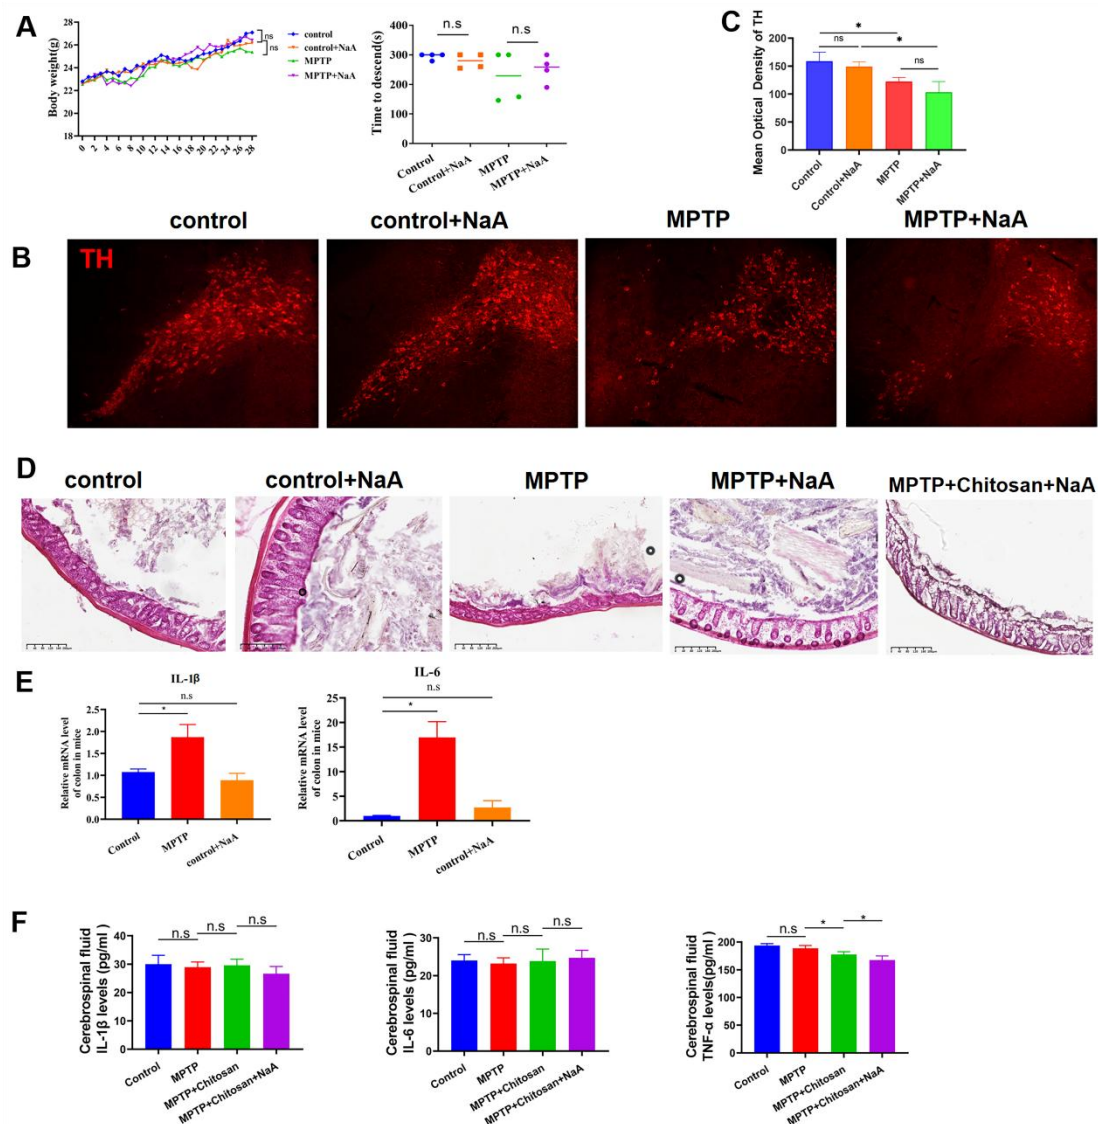 A
Body weight(g)
28
26
24
22
20
18
0 2 4 6 8 10 12 14 16 18 20 22 24 26 28
ns
ns
control
control+NaA
MPTP
MPTP+NaA
Time to descend(s)
400
300
200
100
0
n.s
n.s
Control
Control+NaA
MPTP
MPTP+NaA
C
Mean Optical Density of TH
200
150
100
50
0
*
ns
*
ns
Control
Control+NaA
MPTP
MPTP+NaA
B
control
control+NaA
MPTP
MPTP+NaA
TH
D
control
control+NaA
MPTP
MPTP+NaA
MPTP+Chitosan+NaA
E
IL-1β
Relative mRNA level
of colon in mice
2.5
2.0
1.5
1.0
0.5
0.0
n.s
*
Control
MPTP
control+NaA
IL-6
Relative mRNA level
of colon in mice
25
20
15
10
5
0
n.s
*
Control
MPTP
control+NaA
F
Cerebrospinal fluid
IL-1β levels (pg/ml )
40
30
20
10
0
n.s
n.s
n.s
Control
MPTP
MPTP+Chitosan
MPTP+Chitosan+NaA
Cerebrospinal fluid
IL-6 levels (pg/ml )
30
20
10
0
n.s
n.s
n.s
Control
MPTP
MPTP+Chitosan
MPTP+Chitosan+NaA
Cerebrospinal fluid
TNF-α levels(pg/ml )
200
150
100
50
0
n.s
*
*
Control
MPTP
MPTP+Chitosan
MPTP+Chitosan+NaA